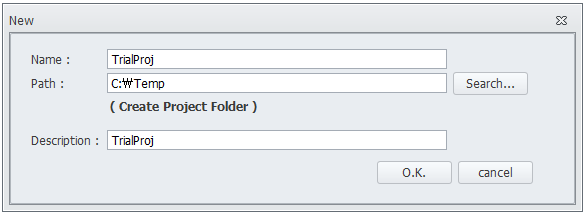 New
Name :
TrialProj
Path :
C:₩Temp
Search...
( Create Project Folder )
Description :
TrialProj
O.K.
cancel